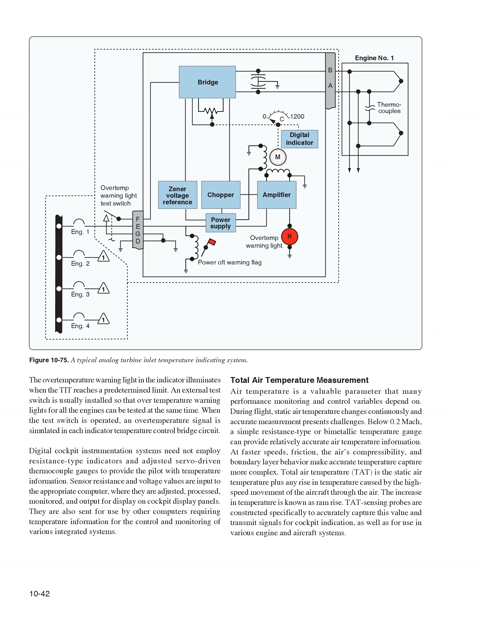 Engine No. 1
B
A
Bridge
Thermo-
couples
0
C
1200
Digital
indicator
M
Overtemp
warning light
test switch
Zener
voltage
reference
Chopper
Amplifier
Power
supply
F
E
G
D
Overtemp
warning light
R
Power oft warning flag
Eng. 1
Eng. 2
1
Eng. 3
1
Eng. 4
1
Figure 10-75. A typical analog turbine inlet temperature indicating system.
The overtemperature warning light in the indicator illuminates
when the TIT reaches a predetermined limit. An external test
switch is usually installed so that over temperature warning
lights for all the engines can be tested at the same time. When
the test switch is operated, an overtemperature signal is
simulated in each indicator temperature control bridge circuit.
Digital cockpit instrumentation systems need not employ
resistance-type indicators and adjusted servo-driven
thermocouple gauges to provide the pilot with temperature
information. Sensor resistance and voltage values are input to
the appropriate computer, where they are adjusted, processed,
monitored, and output for display on cockpit display panels.
They are also sent for use by other computers requiring
temperature information for the control and monitoring of
various integrated systems.
Total Air Temperature Measurement
Air temperature is a valuable parameter that many
performance monitoring and control variables depend on.
During flight, static air temperature changes continuously and
accurate measurement presents challenges. Below 0.2 Mach,
a simple resistance-type or bimetallic temperature gauge
can provide relatively accurate air temperature information.
At faster speeds, friction, the air's compressibility, and
boundary layer behavior make accurate temperature capture
more complex. Total air temperature (TAT) is the static air
temperature plus any rise in temperature caused by the high-
speed movement of the aircraft through the air. The increase
in temperature is known as ram rise. TAT-sensing probes are
constructed specifically to accurately capture this value and
transmit signals for cockpit indication, as well as for use in
various engine and aircraft systems.
10-42